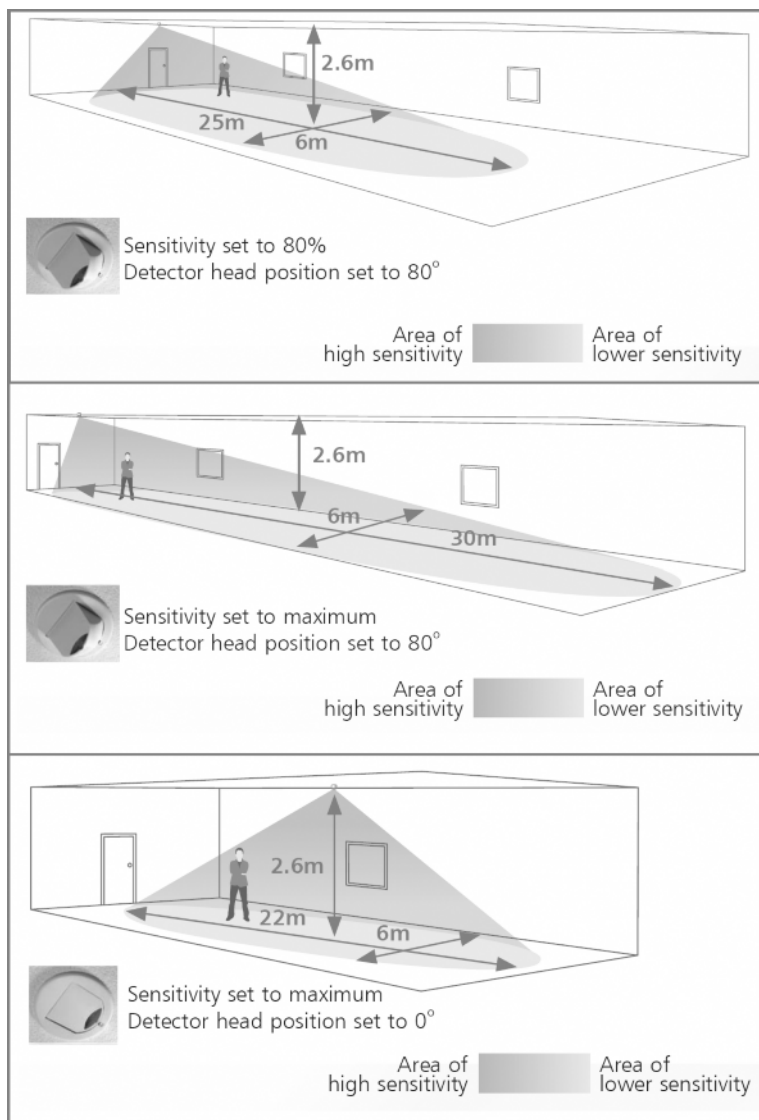 2.6m
25m
6m
Sensitivity set to 80%
Detector head position set to 80°
Area of
high sensitivity
Area of
lower sensitivity
2.6m
6m
30m
Sensitivity set to maximum
Detector head position set to 80°
Area of
high sensitivity
Area of
lower sensitivity
2.6m
22m
6m
Sensitivity set to maximum
Detector head position set to 0°
Area of
high sensitivity
Area of
lower sensitivity